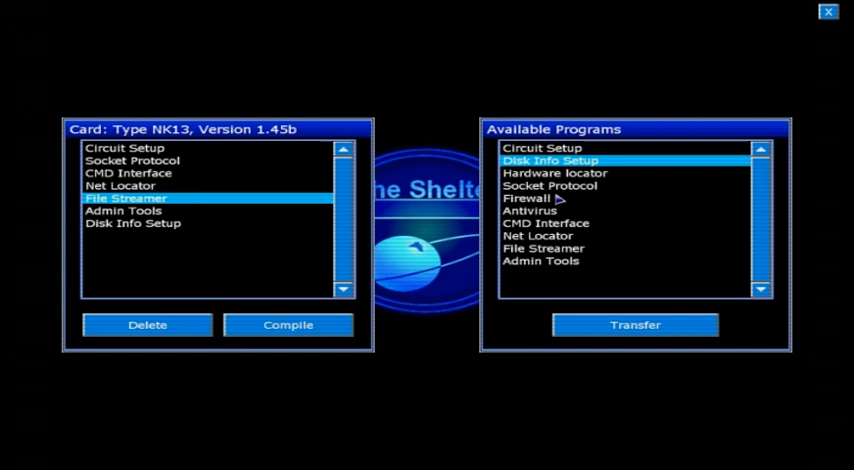 X
Card: Type NK13, Version 1.45b
Circuit Setup
Socket Protocol
CMD Interface
Net Locator
File Streamer
Admin Tools
Disk Info Setup
Delete
Compile
he Shelte
Available Programs
Circuit Setup
Disk Info Setup
Hardware locator
Socket Protocol
Firewall
Antivirus
CMD Interface
Net Locator
File Streamer
Admin Tools
Transfer